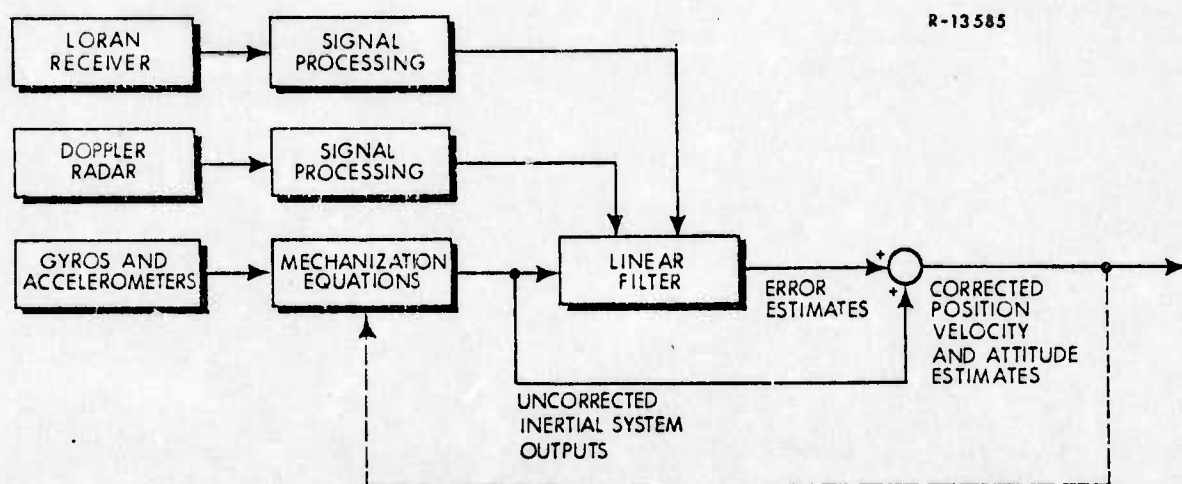 R-13585
LORAN
RECEIVER
SIGNAL
PROCESSING
DOPPLER
RADAR
SIGNAL
PROCESSING
GYROS AND
ACCELEROMETERS
MECHANIZATION
EQUATIONS
LINEAR
FILTER
ERROR
ESTIMATES
+
+
CORRECTED
POSITION
VELOCITY
AND ATTITUDE
ESTIMATES
UNCORRECTED
INERTIAL SYSTEM
OUTPUTS